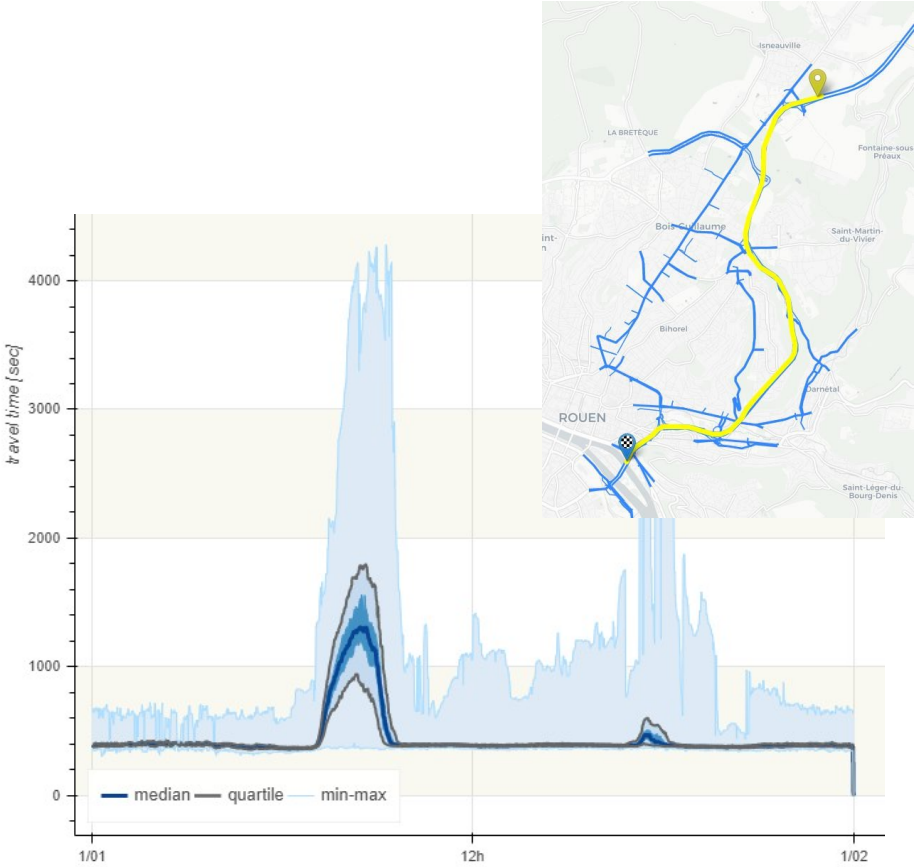 -Isneauville
LA BRETÈQUE
Fontaine-sous-
Préaux
Bois-Guillaume
Saint-Martin-
du-Vivier
int-
n
Bihorel
Darnétal
ROUEN
Saint-Léger-du-
Bourg-Denis
travel time [sec]
4000
3000
2000
1000
0
median
quartile
min-max
1/01
12h
1/02